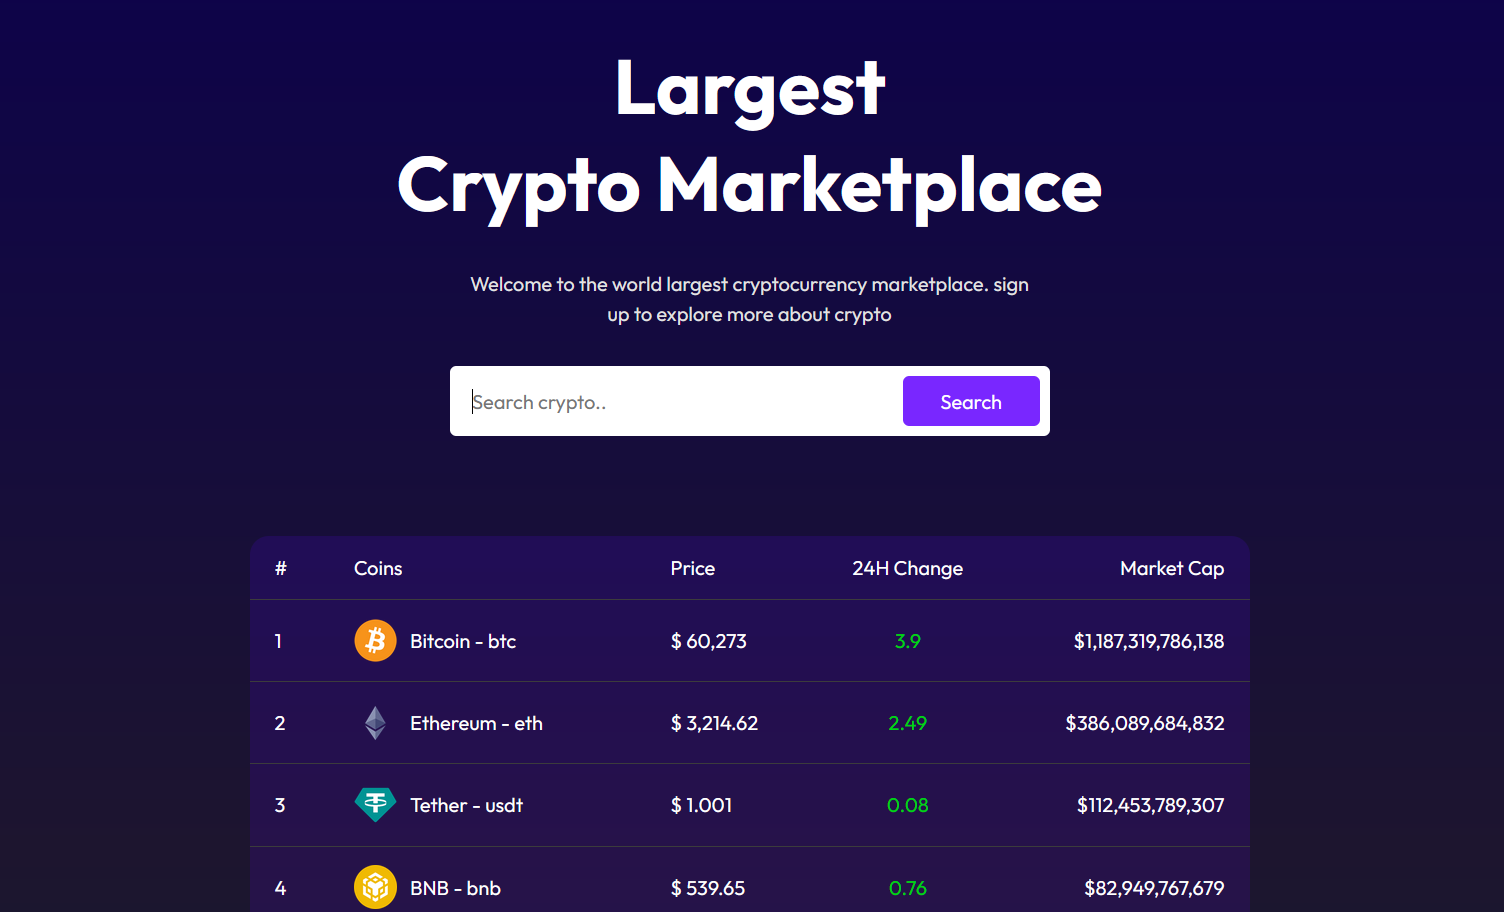 Largest
Crypto Marketplace
Welcome to the world largest cryptocurrency marketplace. sign
up to explore more about crypto
Search crypto..
Search
# Coins Price 24H Change Market Cap
1 Bitcoin - btc $ 60,273 3.9 $1,187,319,786,138
2 Ethereum - eth $ 3,214.62 2.49 $386,089,684,832
3 Tether - usdt $ 1.001 0.08 $112,453,789,307
4 BNB - bnb $ 539.65 0.76 $82,949,767,679